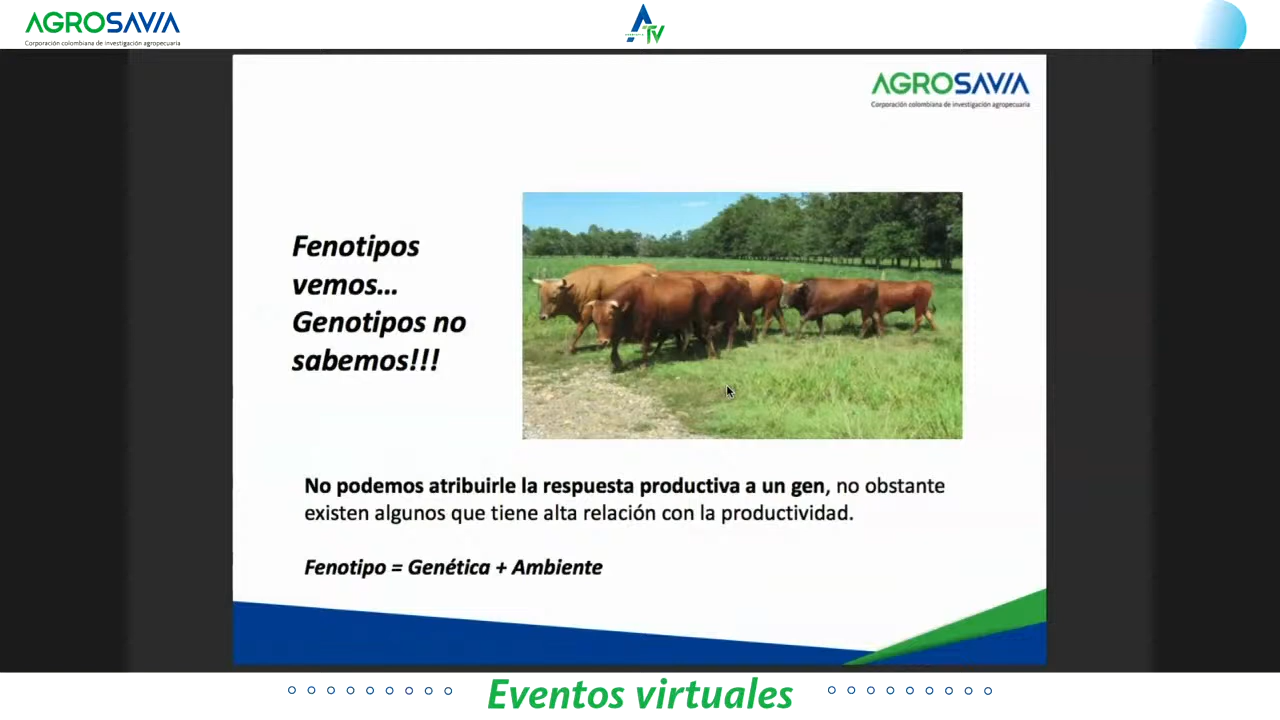 AGROSAVIA
Corporación colombiana de investigación agropecuaria
TV
AGROSAVIA
Corporación colombiana de investigación agropecuaria
Fenotipos
vemos...
Genotipos no
sabemos!!!
No podemos atribuirle la respuesta productiva a un gen, no obstante
existen algunos que tiene alta relación con la productividad.
Fenotipo = Genética + Ambiente
Eventos virtuales